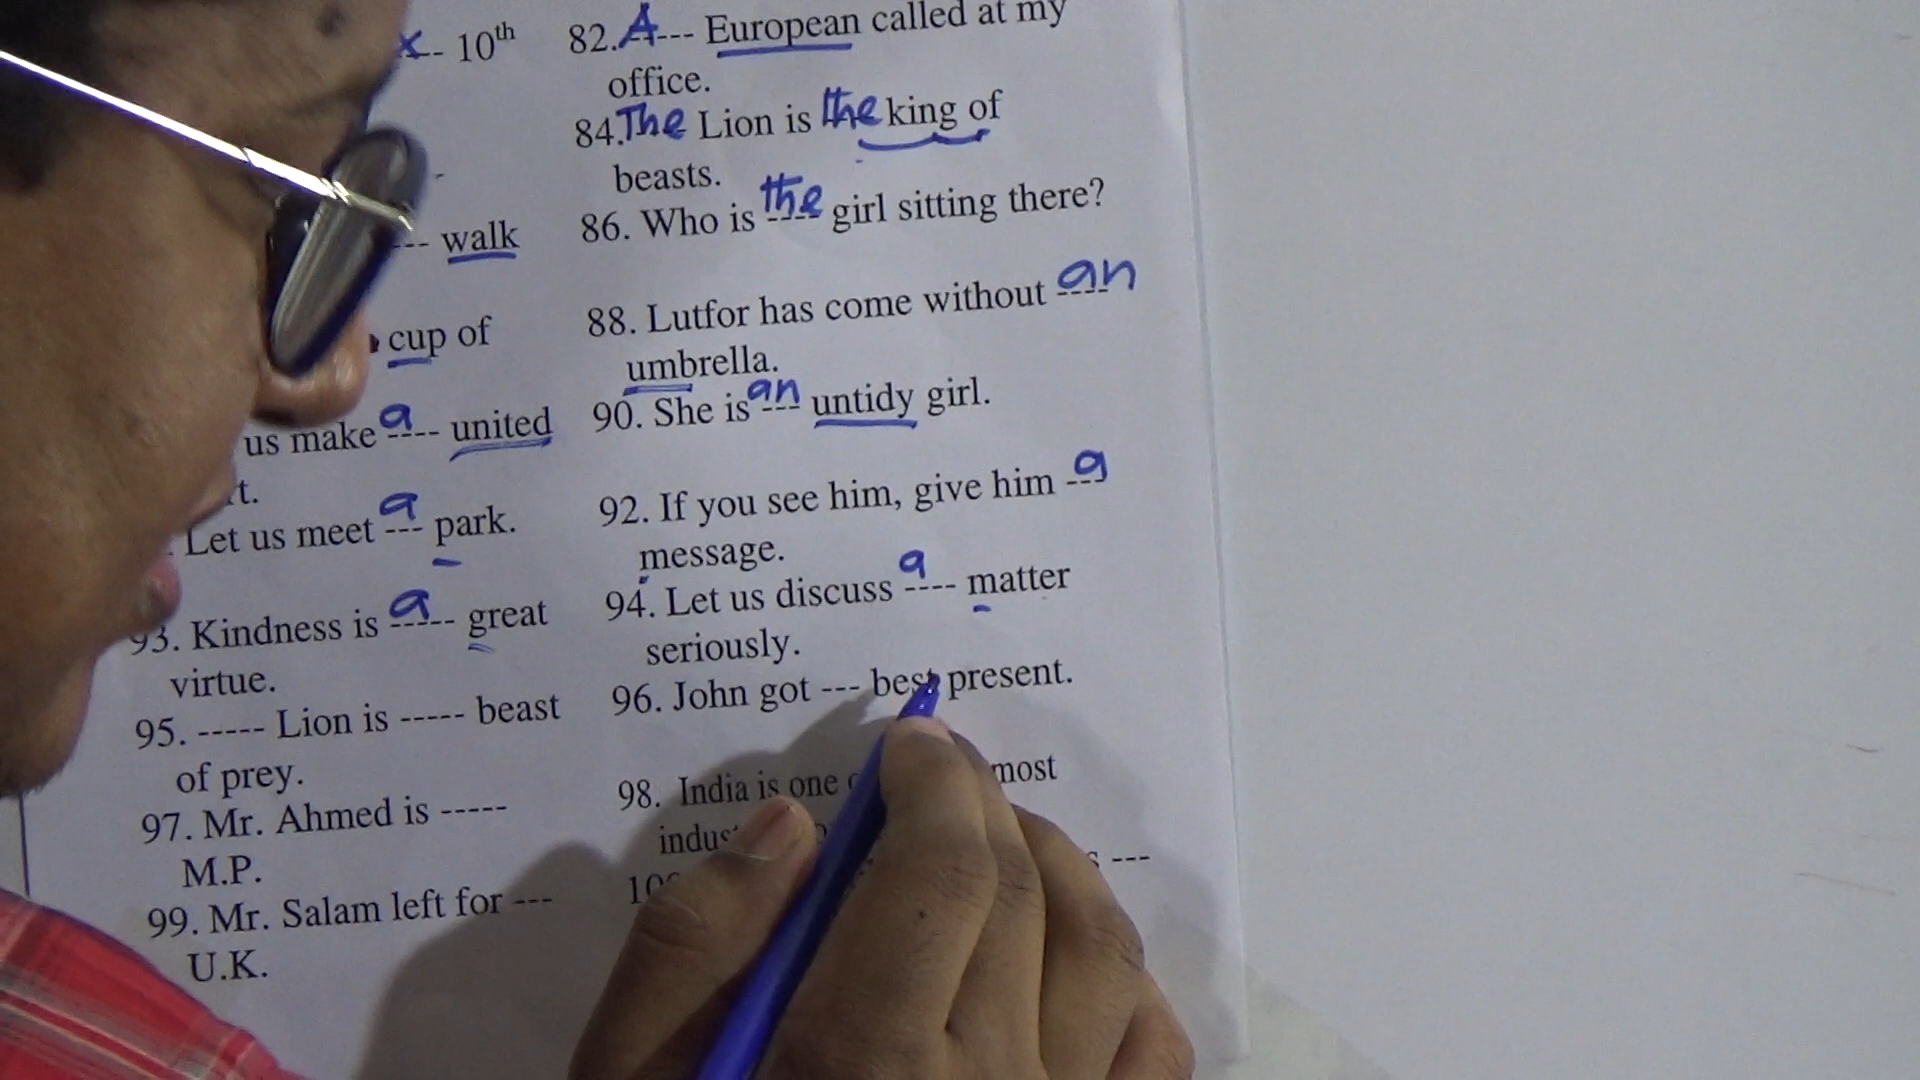 x-- 10th
--- walk
cup of
us make a ---- united
t.
Let us meet a --- park.
93. Kindness is a ----- great
virtue.
95. ----- Lion is ----- beast
of prey.
97. Mr. Ahmed is -----
M.P.
99. Mr. Salam left for ---
U.K.
82. A --- European called at my
office.
84. The Lion is the king of
beasts.
86. Who is the ---- girl sitting there?
88. Lutfor has come without an ----
umbrella.
90. She is an --- untidy girl.
92. If you see him, give him a ---
message.
94. Let us discuss a ---- matter
seriously.
96. John got --- best present.
98. India is one most
---